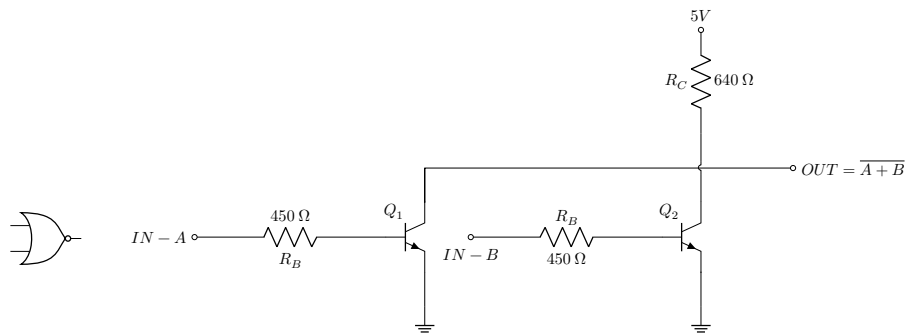 5V
R_C 640 Ω
OUT = \overline{A + B}
Q_1
Q_2
450 Ω
R_B
IN − A
IN − B
R_B
450 Ω